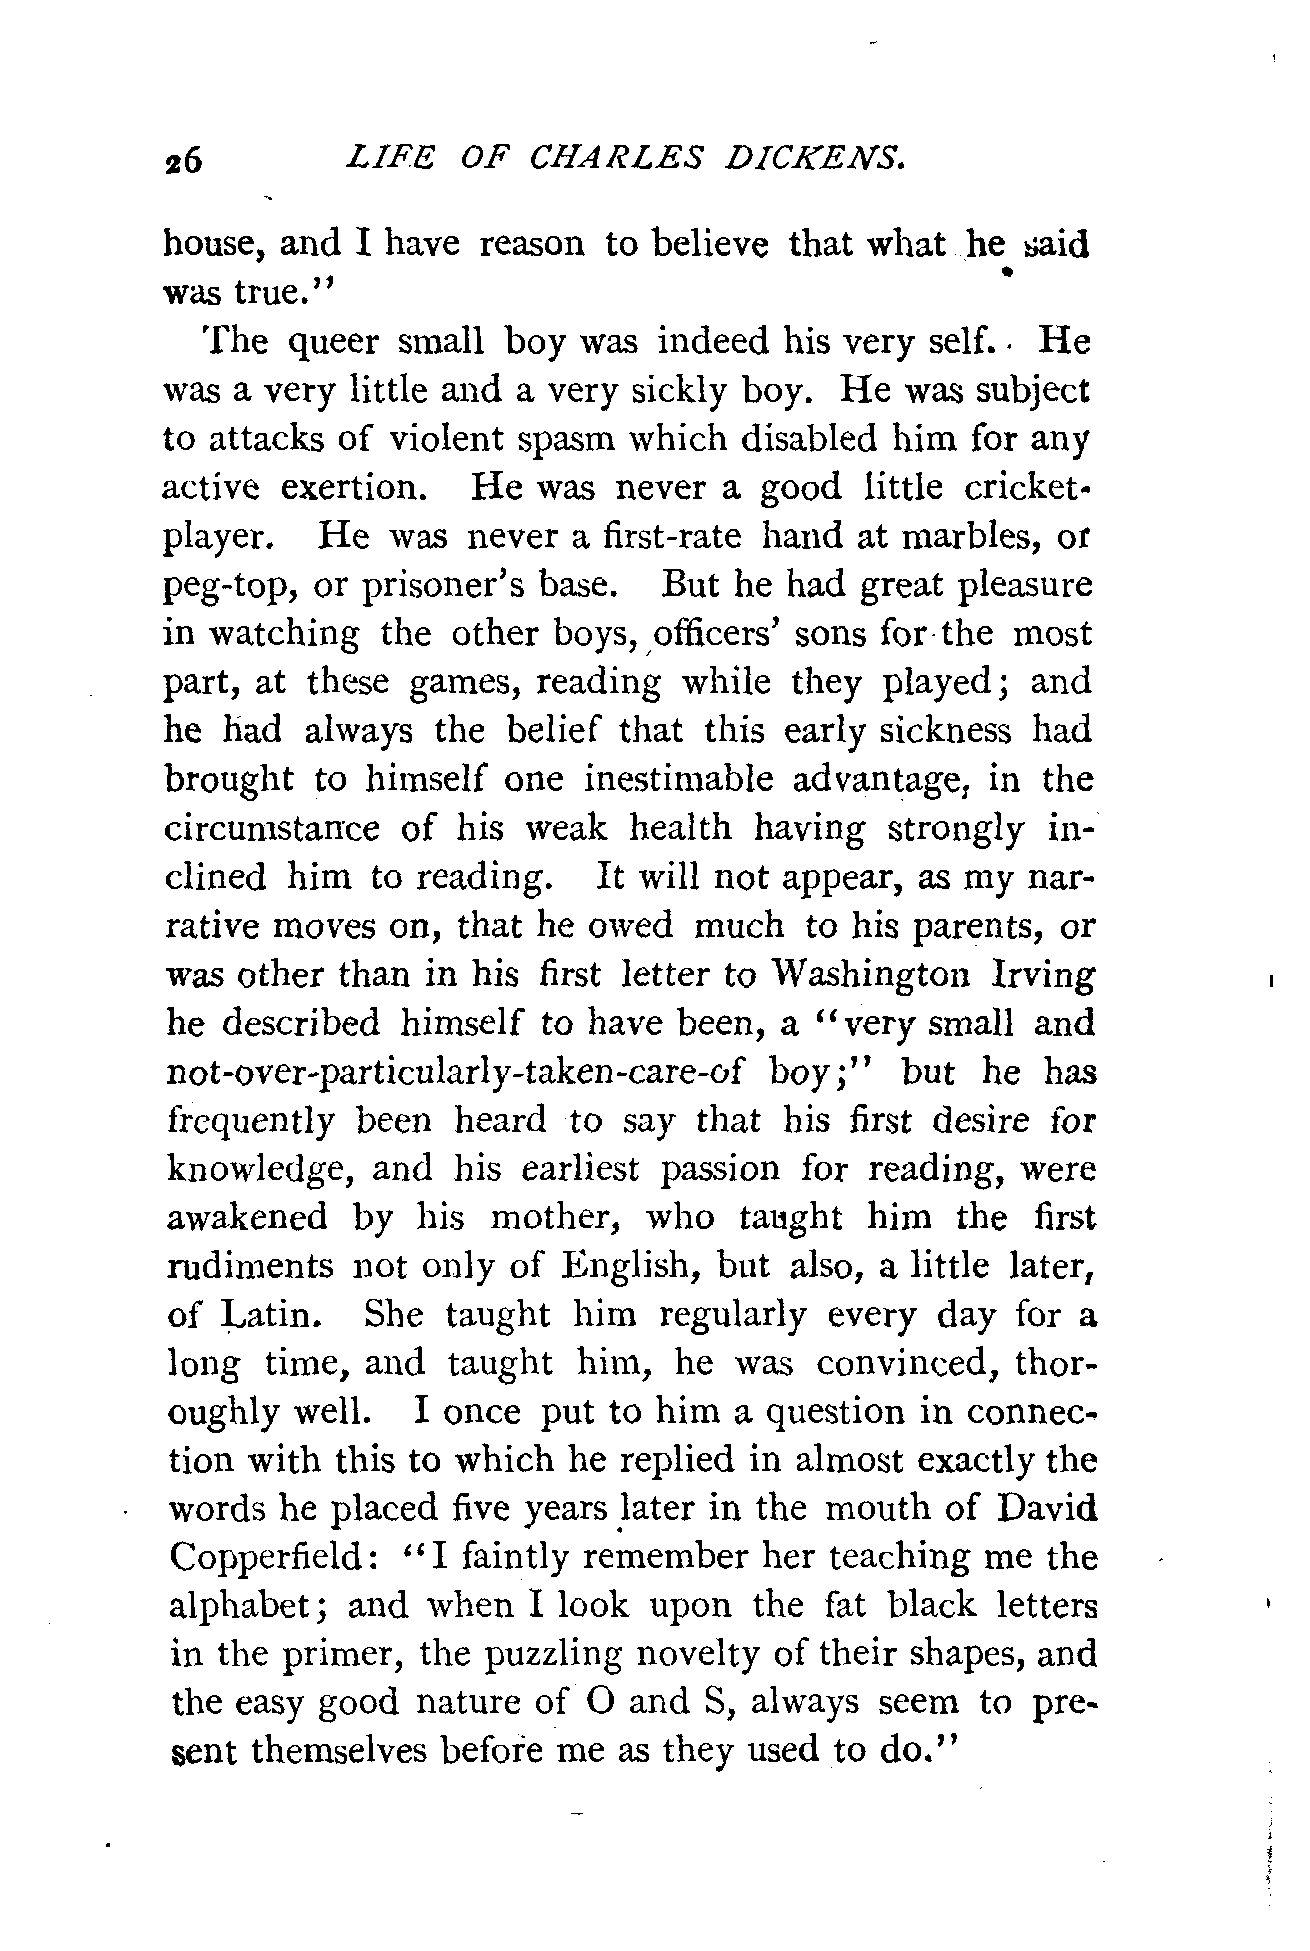 26 LIFE OF CHARLES DICKENS.
house, and I have reason to believe that what he said
was true."
The queer small boy was indeed his very self. He
was a very little and a very sickly boy. He was subject
to attacks of violent spasm which disabled him for any
active exertion. He was never a good little cricket-
player. He was never a first-rate hand at marbles, or
peg-top, or prisoner's base. But he had great pleasure
in watching the other boys, officers' sons for the most
part, at these games, reading while they played; and
he had always the belief that this early sickness had
brought to himself one inestimable advantage, in the
circumstance of his weak health having strongly in-
clined him to reading. It will not appear, as my nar-
rative moves on, that he owed much to his parents, or
was other than in his first letter to Washington Irving
he described himself to have been, a "very small and
not-over-particularly-taken-care-of boy;" but he has
frequently been heard to say that his first desire for
knowledge, and his earliest passion for reading, were
awakened by his mother, who taught him the first
rudiments not only of English, but also, a little later,
of Latin. She taught him regularly every day for a
long time, and taught him, he was convinced, thor-
oughly well. I once put to him a question in connec-
tion with this to which he replied in almost exactly the
words he placed five years later in the mouth of David
Copperfield: "I faintly remember her teaching me the
alphabet; and when I look upon the fat black letters
in the primer, the puzzling novelty of their shapes, and
the easy good nature of O and S, always seem to pre-
sent themselves before me as they used to do."